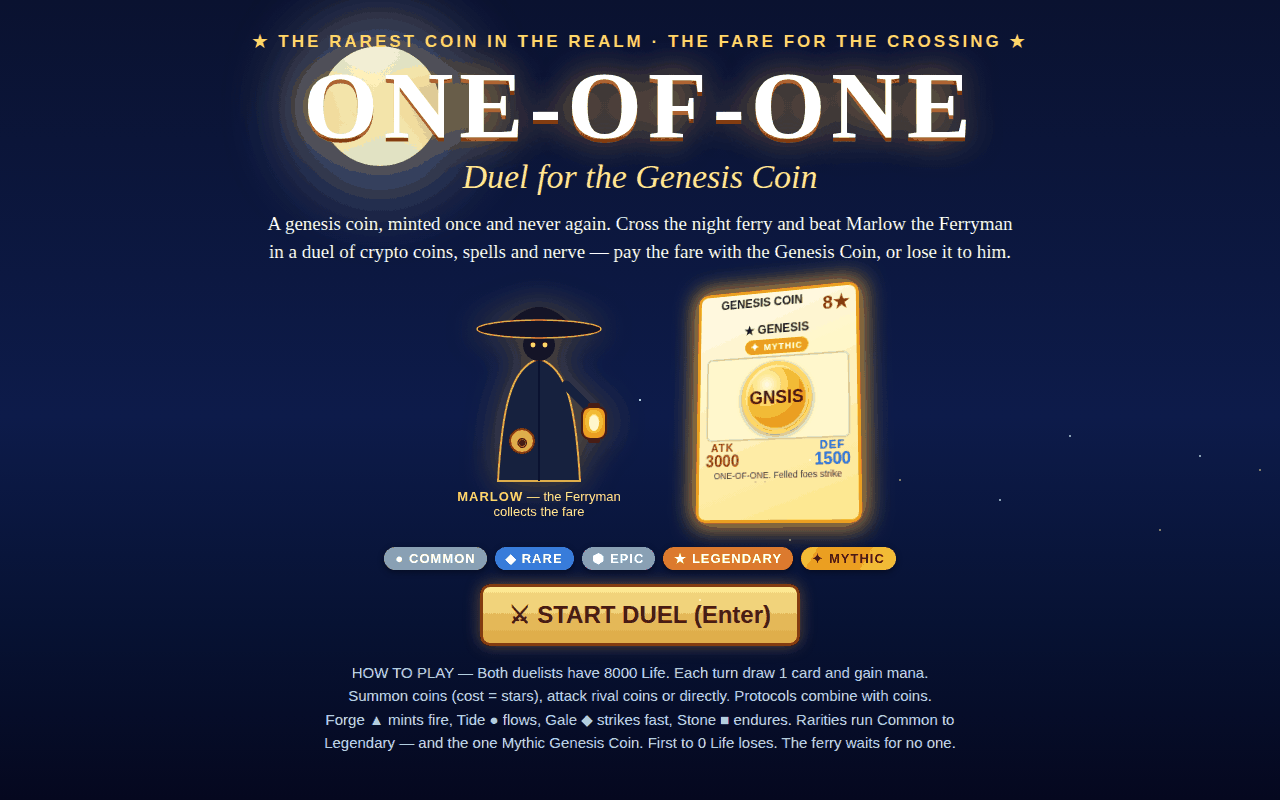 ★ THE RAREST COIN IN THE REALM · THE FARE FOR THE CROSSING ★
ONE-OF-ONE
Duel for the Genesis Coin
A genesis coin, minted once and never again. Cross the night ferry and beat Marlow the Ferryman
in a duel of crypto coins, spells and nerve — pay the fare with the Genesis Coin, or lose it to him.
GENESIS COIN 8★
★ GENESIS
✦ MYTHIC
GNSIS
ATK DEF
3000 1500
ONE-OF-ONE. Felled foes strike
MARLOW — the Ferryman
collects the fare
● COMMON ◆ RARE ⬢ EPIC ★ LEGENDARY ✦ MYTHIC
⚔ START DUEL (Enter)
HOW TO PLAY — Both duelists have 8000 Life. Each turn draw 1 card and gain mana.
Summon coins (cost = stars), attack rival coins or directly. Protocols combine with coins.
Forge ▲ mints fire, Tide ● flows, Gale ◆ strikes fast, Stone ■ endures. Rarities run Common to
Legendary — and the one Mythic Genesis Coin. First to 0 Life loses. The ferry waits for no one.